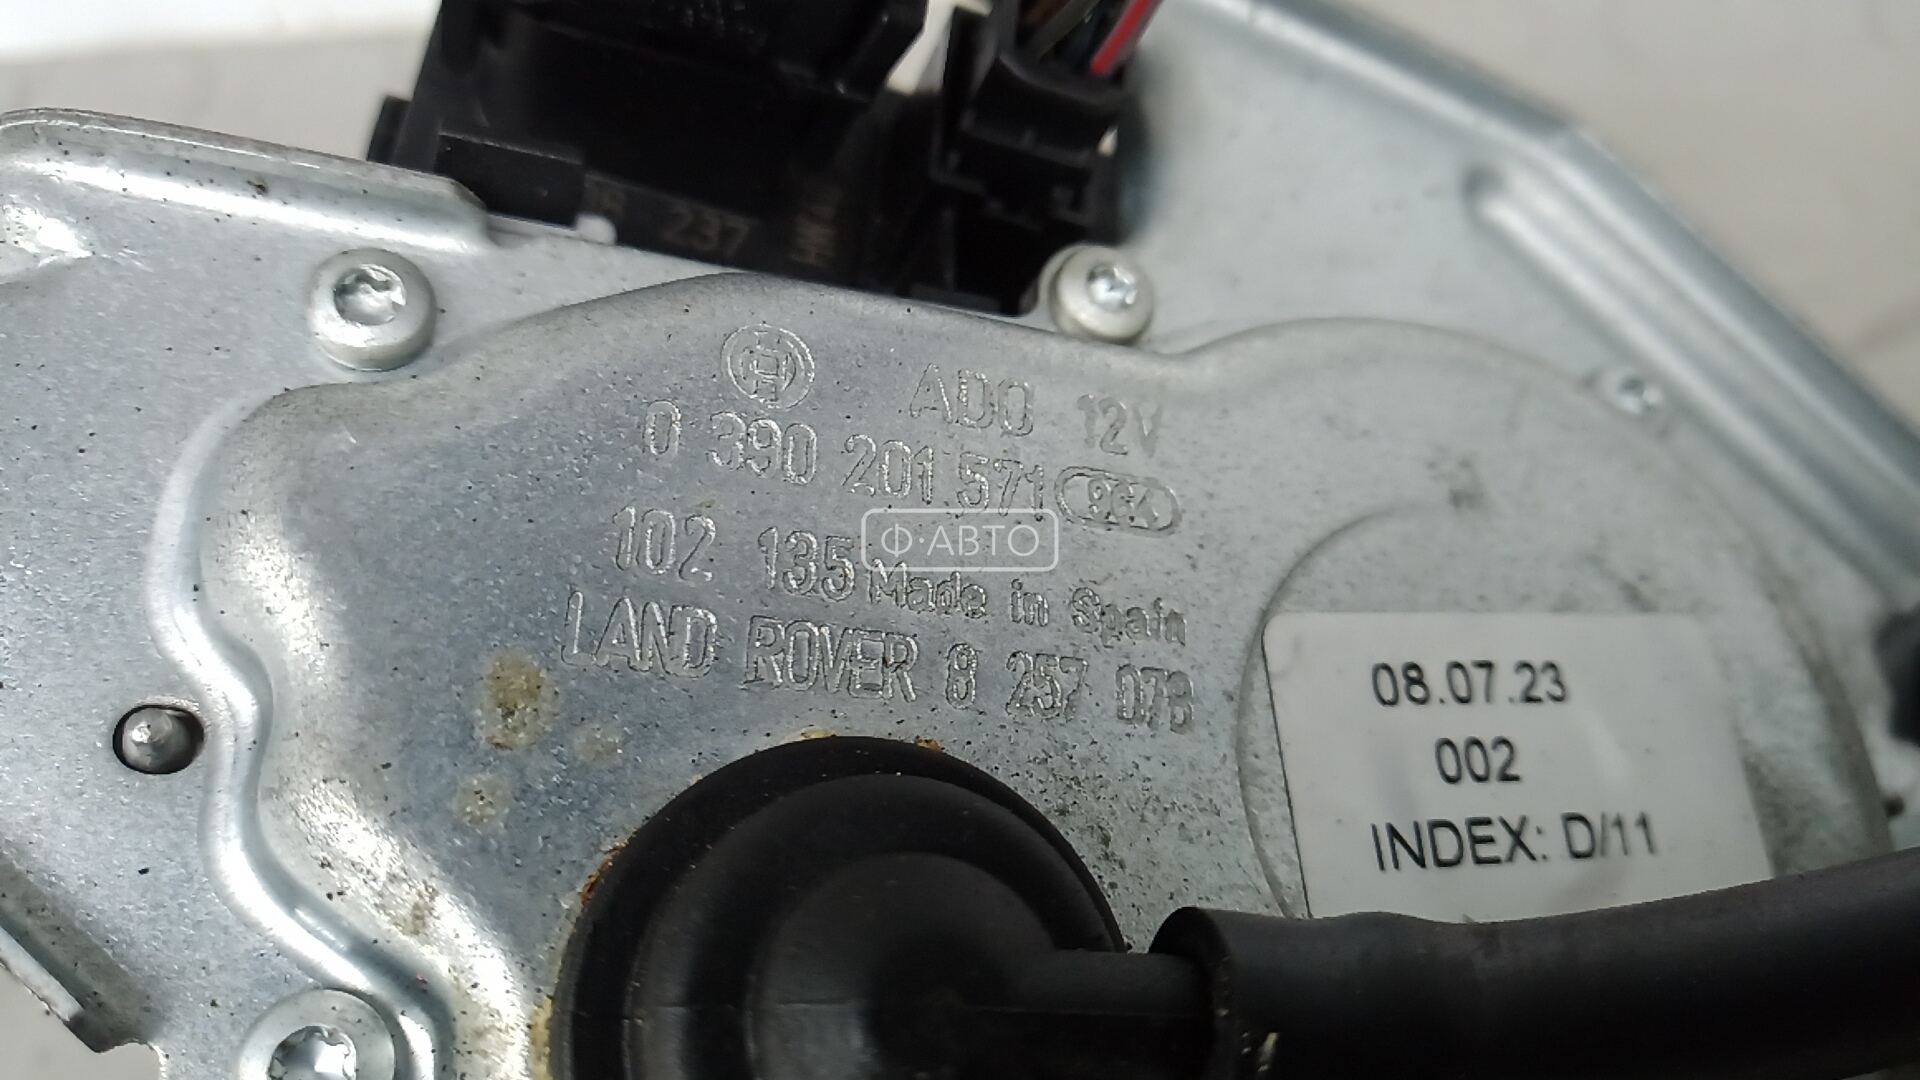 237
ADO 12V
0 390 201 571
102 135 Made in Spain
LAND ROVER 8 257 073
Ф·АВТО
08.07.23
002
INDEX: D/11